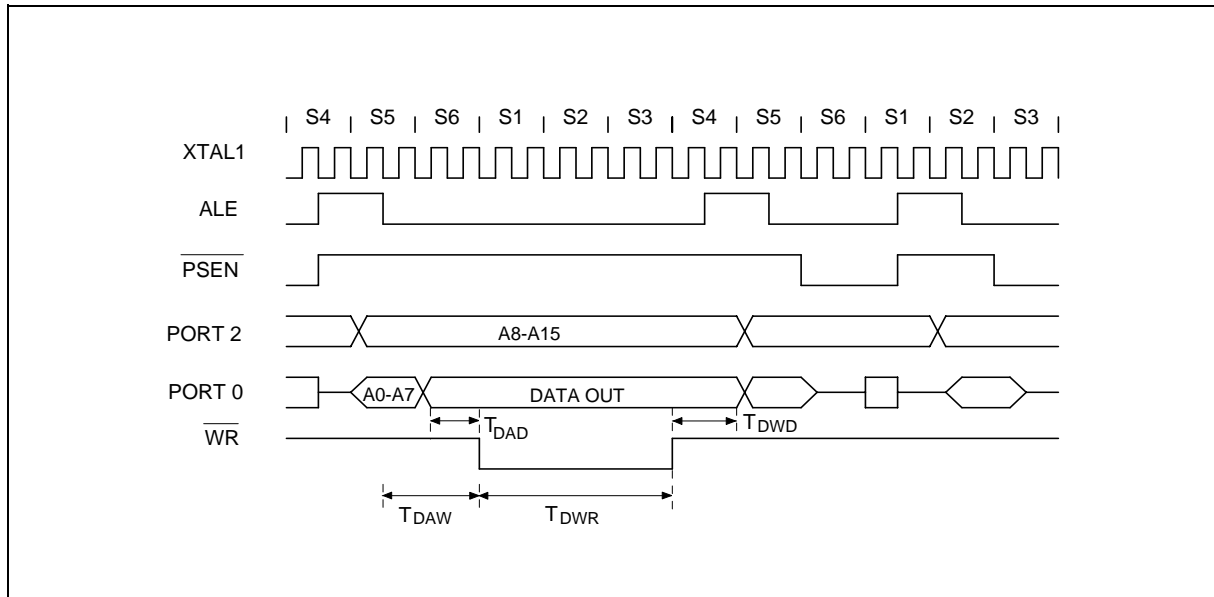 S4 S5 S6 S1 S2 S3 S4 S5 S6 S1 S2 S3
XTAL1
ALE
PSEN
PORT 2 A8-A15
PORT 0 A0-A7 DATA OUT
TDAD TDWD
WR
TDAW TDWR